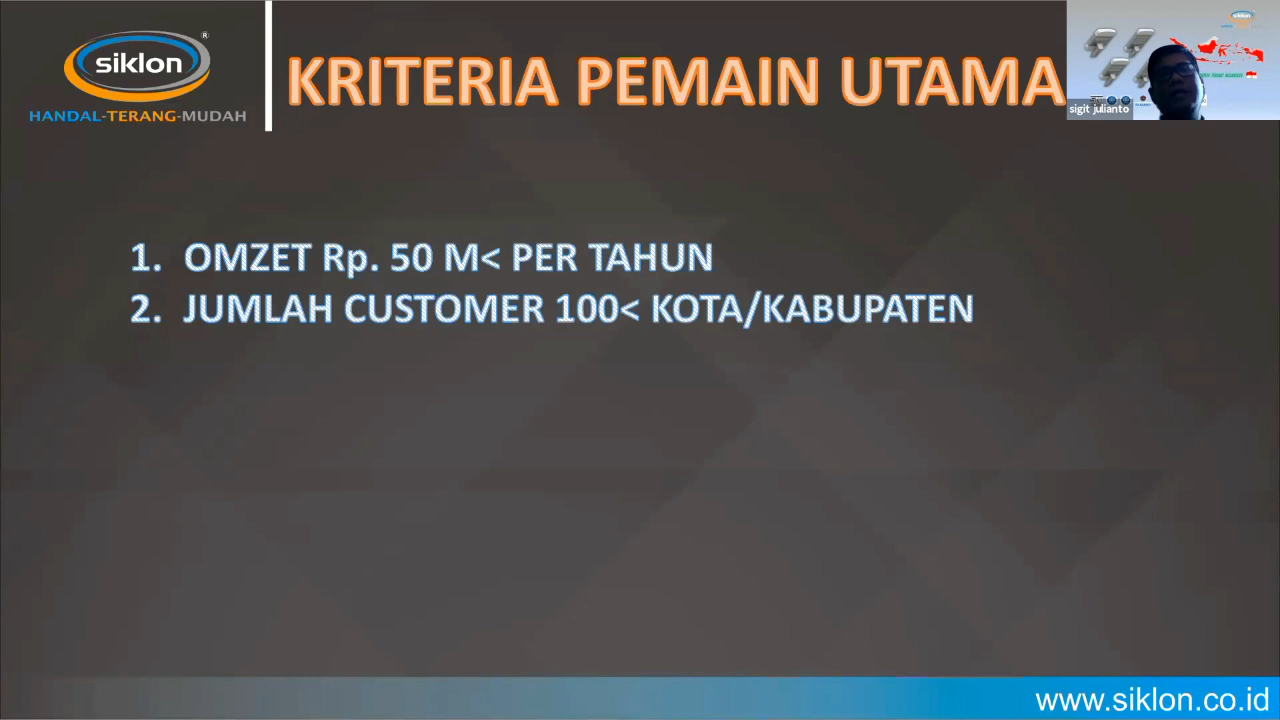 siklon ®
HANDAL-TERANG-MUDAH
KRITERIA PEMAIN UTAMA
siklon
sigit julianto
1. OMZET Rp. 50 M< PER TAHUN
2. JUMLAH CUSTOMER 100< KOTA/KABUPATEN
www.siklon.co.id